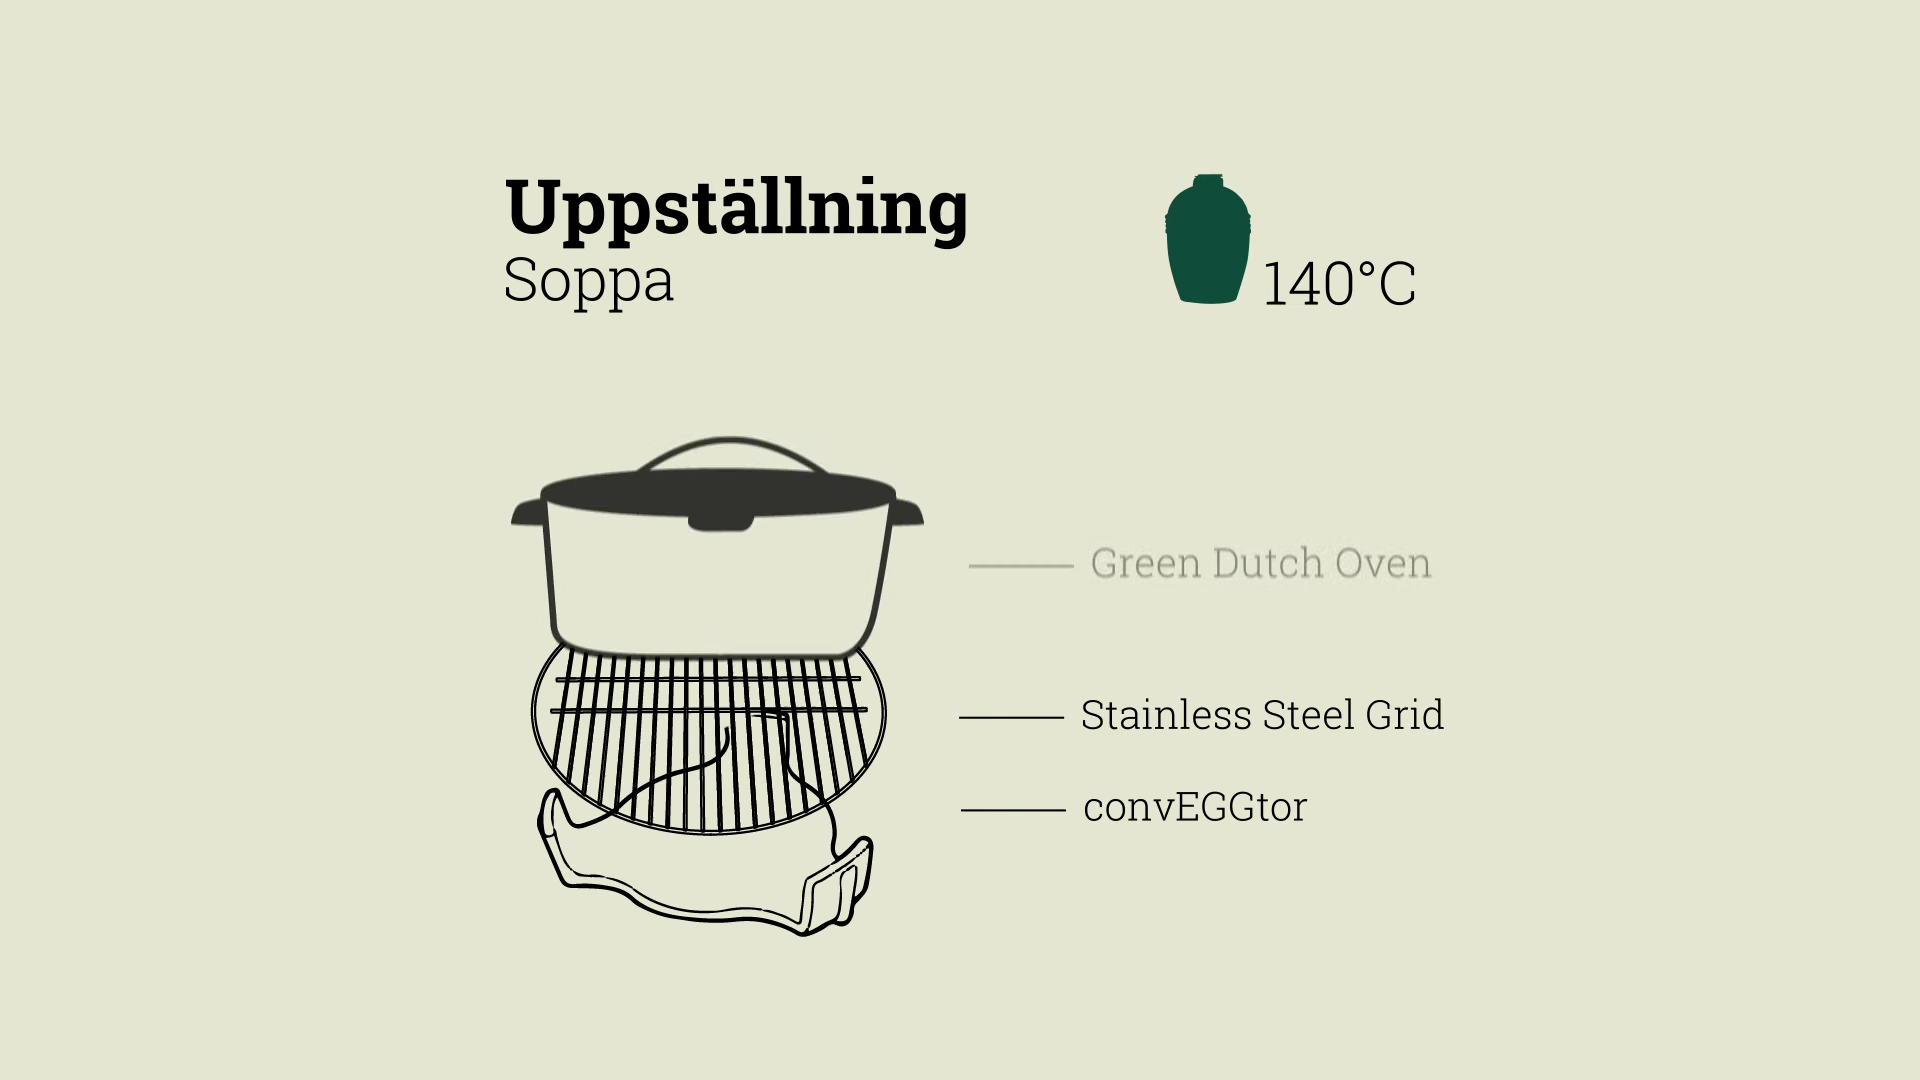 Uppställning
Soppa
140°C
Green Dutch Oven
Stainless Steel Grid
convEGGtor